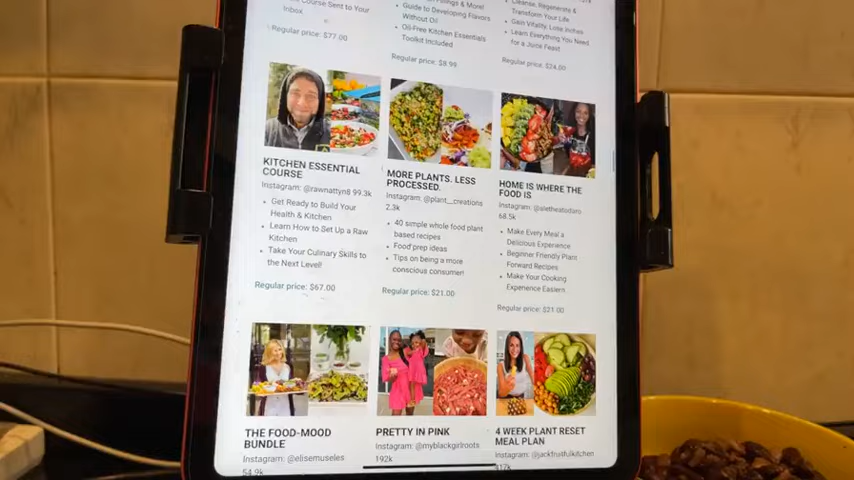 Course Sent to Your
Inbox
Regular price: $77.00
Guide to Developing Flavors
Without Oil
Oil-Free Kitchen Essentials
Toolkit Included
Regular price: $8.99
Cleanse, Regenerate &
Transform Your Life
Gain Vitality, Lose Inches
Learn Everything You Need
for a Juice Feast
Regular price: $24.00
KITCHEN ESSENTIAL
COURSE
Instagram: @rawnattyn8 99.3k
Get Ready to Build Your
Health & Kitchen
Learn How to Set Up a Raw
Kitchen
Take Your Culinary Skills to
the Next Level!
Regular price: $67.00
MORE PLANTS. LESS
PROCESSED.
Instagram: @plant__creations
2.3k
40 simple whole food plant
based recipes
Food prep ideas
Tips on being a more
conscious consumer!
Regular price: $21.00
HOME IS WHERE THE
FOOD IS
Instagram:
68.5k
Make Every Meal a
Delicious Experience
Beginner Friendly Plant
Forward Recipes
Make Your Cooking
Experience Easier!
Regular price: $21.00
THE FOOD-MOOD
BUNDLE
Instagram: @elisemuseles
54.9k
PRETTY IN PINK
Instagram: @myblackgirlroots
192k
4 WEEK PLANT RESET
MEAL PLAN
Instagram: @jackfruitfulkitchen